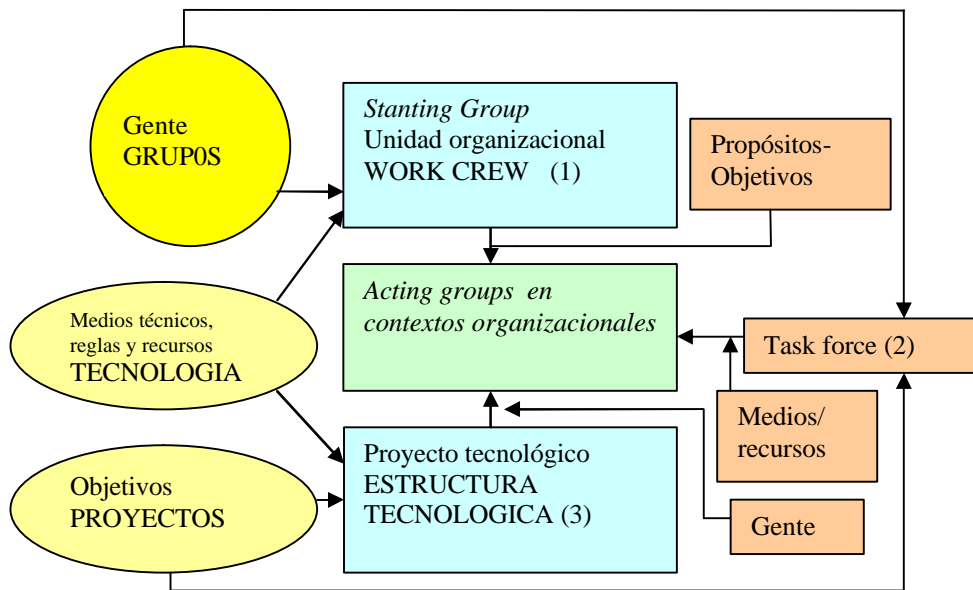 Gente
GRUP0S
Stanting Group
Unidad organizacional
WORK CREW (1)
Propósitos-
Objetivos
Medios técnicos,
reglas y recursos
TECNOLOGIA
Acting groups en
contextos organizacionales
Task force (2)
Medios/
recursos
Objetivos
PROYECTOS
Proyecto tecnológico
ESTRUCTURA
TECNOLOGICA (3)
Gente